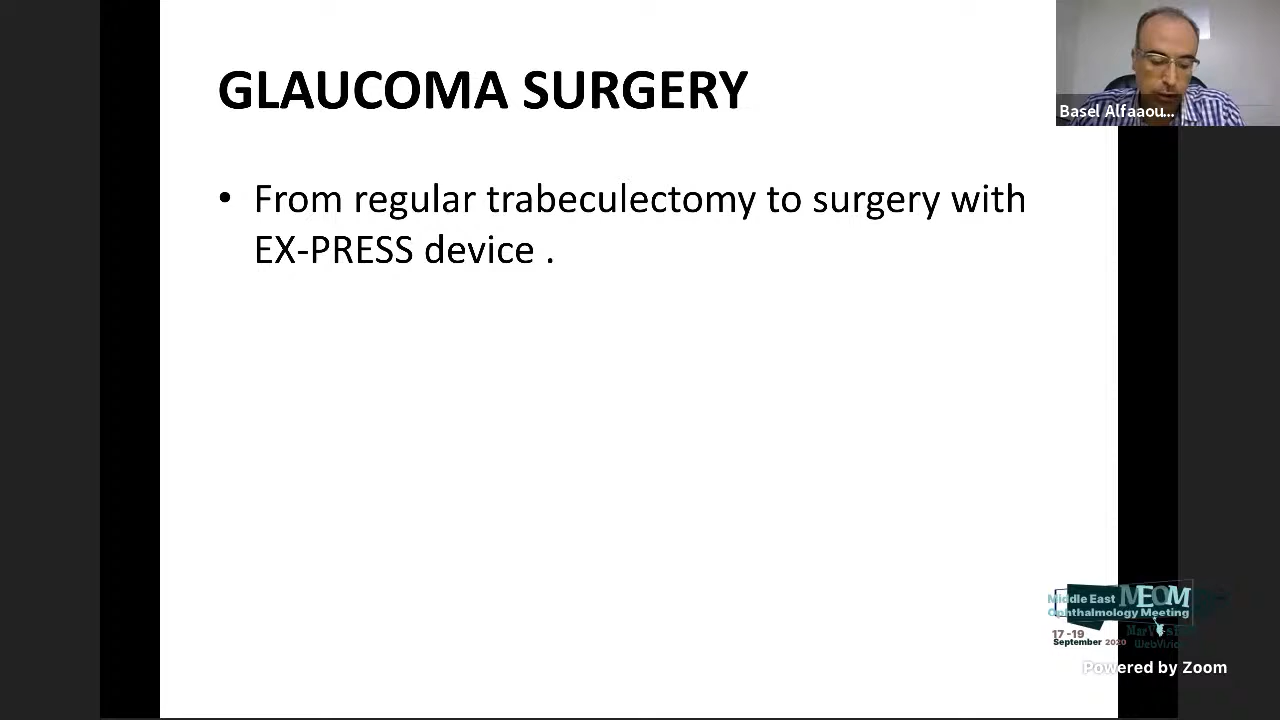 GLAUCOMA SURGERY
Basel Alfaaou...
• From regular trabeculectomy to surgery with
EX-PRESS device .
Middle East MEOM
Ophthalmology Meeting
17-19
September 2020
Powered by Zoom